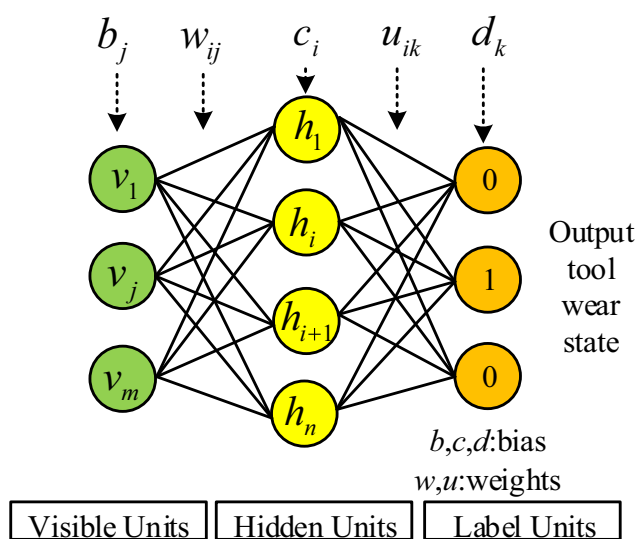 b_j w_ij c_i u_ik d_k
h_1
v_1 0
h_i
Output
tool
wear
state
v_j 1
h_i+1
v_m 0
h_n
b,c,d:bias
w,u:weights
Visible Units Hidden Units Label Units